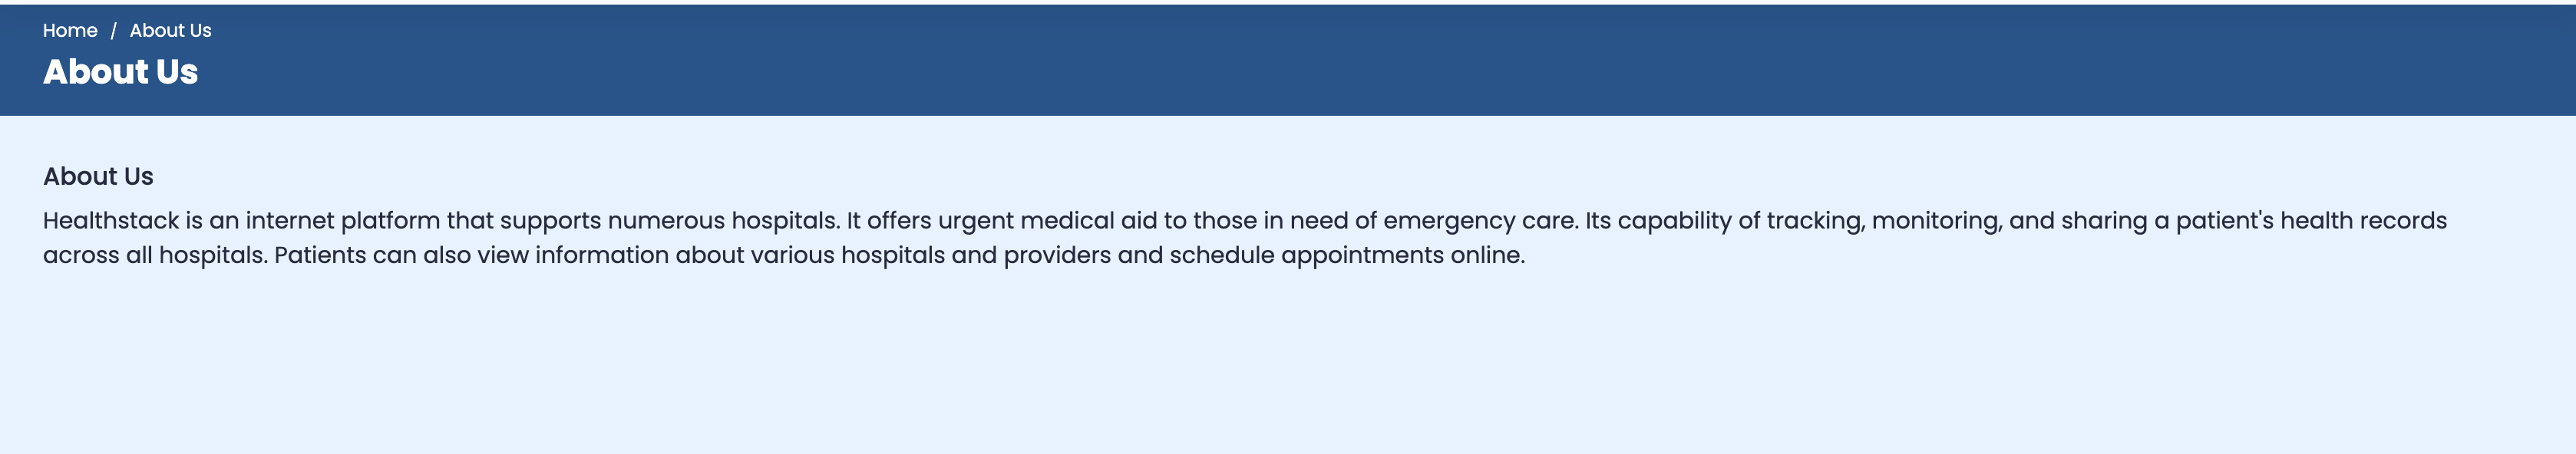 Home / About Us
About Us
About Us
Healthstack is an internet platform that supports numerous hospitals. It offers urgent medical aid to those in need of emergency care. Its capability of tracking, monitoring, and sharing a patient's health records
across all hospitals. Patients can also view information about various hospitals and providers and schedule appointments online.